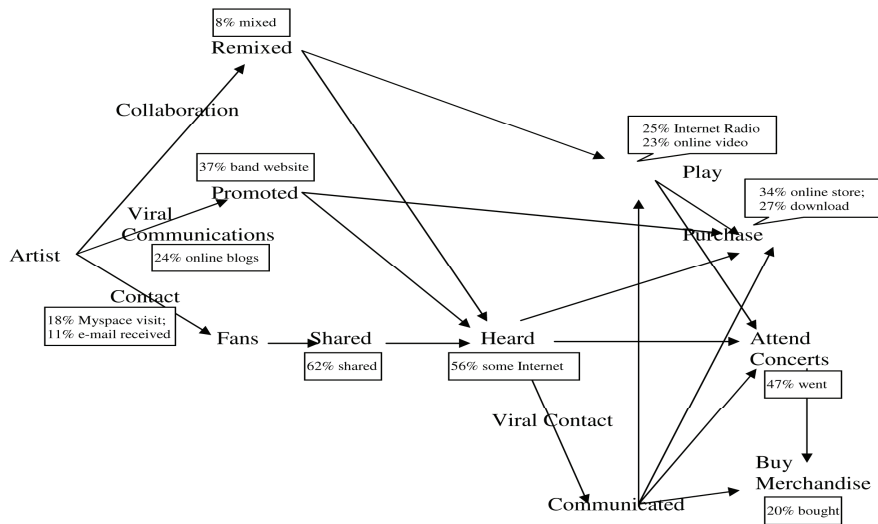 8% mixed
Remixed
Collaboration
25% Internet Radio
23% online video
37% band website
Play
Promoted
34% online store;
27% download
Viral
Communications
Purchase
Artist
24% online blogs
Contact
18% Myspace visit;
11% e-mail received
Fans
Shared
Heard
Attend
Concerts
62% shared
56% some Internet
47% went
Viral Contact
Buy
Merchandise
Communicated
20% bought